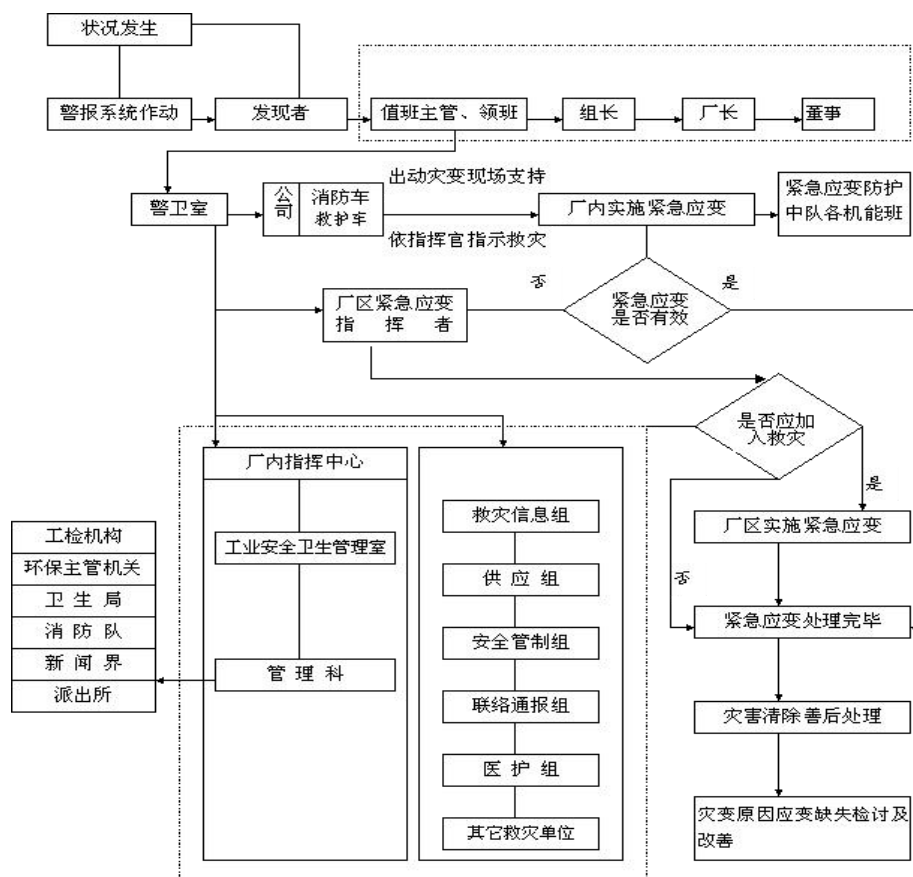 状况发生
警报系统作动
发现者
值班主管、领班
组长
厂长
董事
警卫室
公司
消防车
救护车
出动灾变现场支持
依指挥官指示救灾
厂内实施紧急应变
紧急应变防护
中队各机能班
厂区紧急应变
指挥者
否
紧急应变
是否有效
是
是否应加
入救灾
是
否
厂内指挥中心
工业安全卫生管理室
管理科
工检机构
环保主管机关
卫生局
消防队
新闻界
派出所
救灾信息组
供应组
安全管制组
联络通报组
医护组
其它救灾单位
厂区实施紧急应变
紧急应变处理完毕
灾害清除善后处理
灾变原因应变缺失检讨及
改善